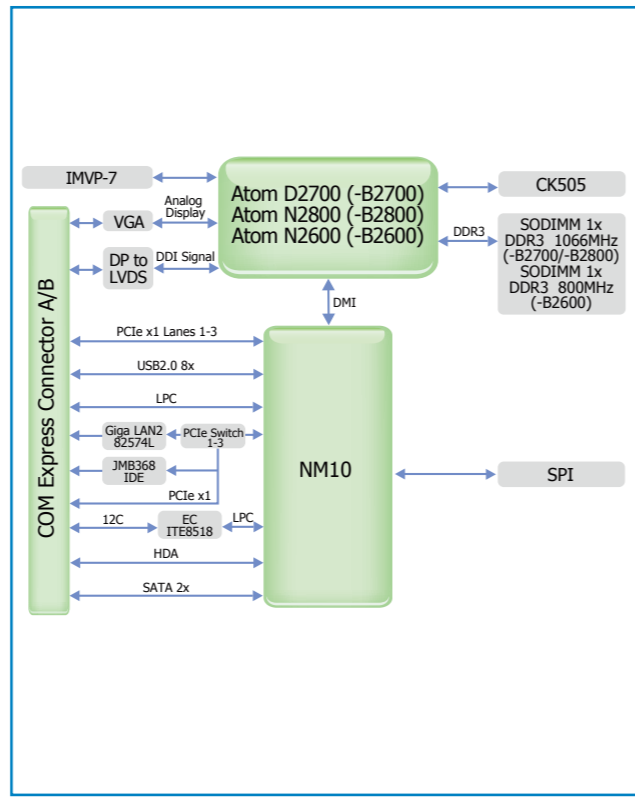 IMVP-7
Atom D2700 (-B2700)
Atom N2800 (-B2800)
Atom N2600 (-B2600)
CK505
Analog
Display
VGA
DP to
LVDS
DDI Signal
DDR3
SODIMM 1x
DDR3 1066MHz
(-B2700/-B2800)
SODIMM 1x
DDR3 800MHz
(-B2600)
DMI
COM Express Connector A/B
PCIe x1 Lanes 1-3
USB2.0 8x
LPC
Giga LAN2
82574L
PCIe Switch
1-3
JMB368
IDE
PCIe x1
12C
EC
ITE8518
LPC
HDA
SATA 2x
NM10
SPI